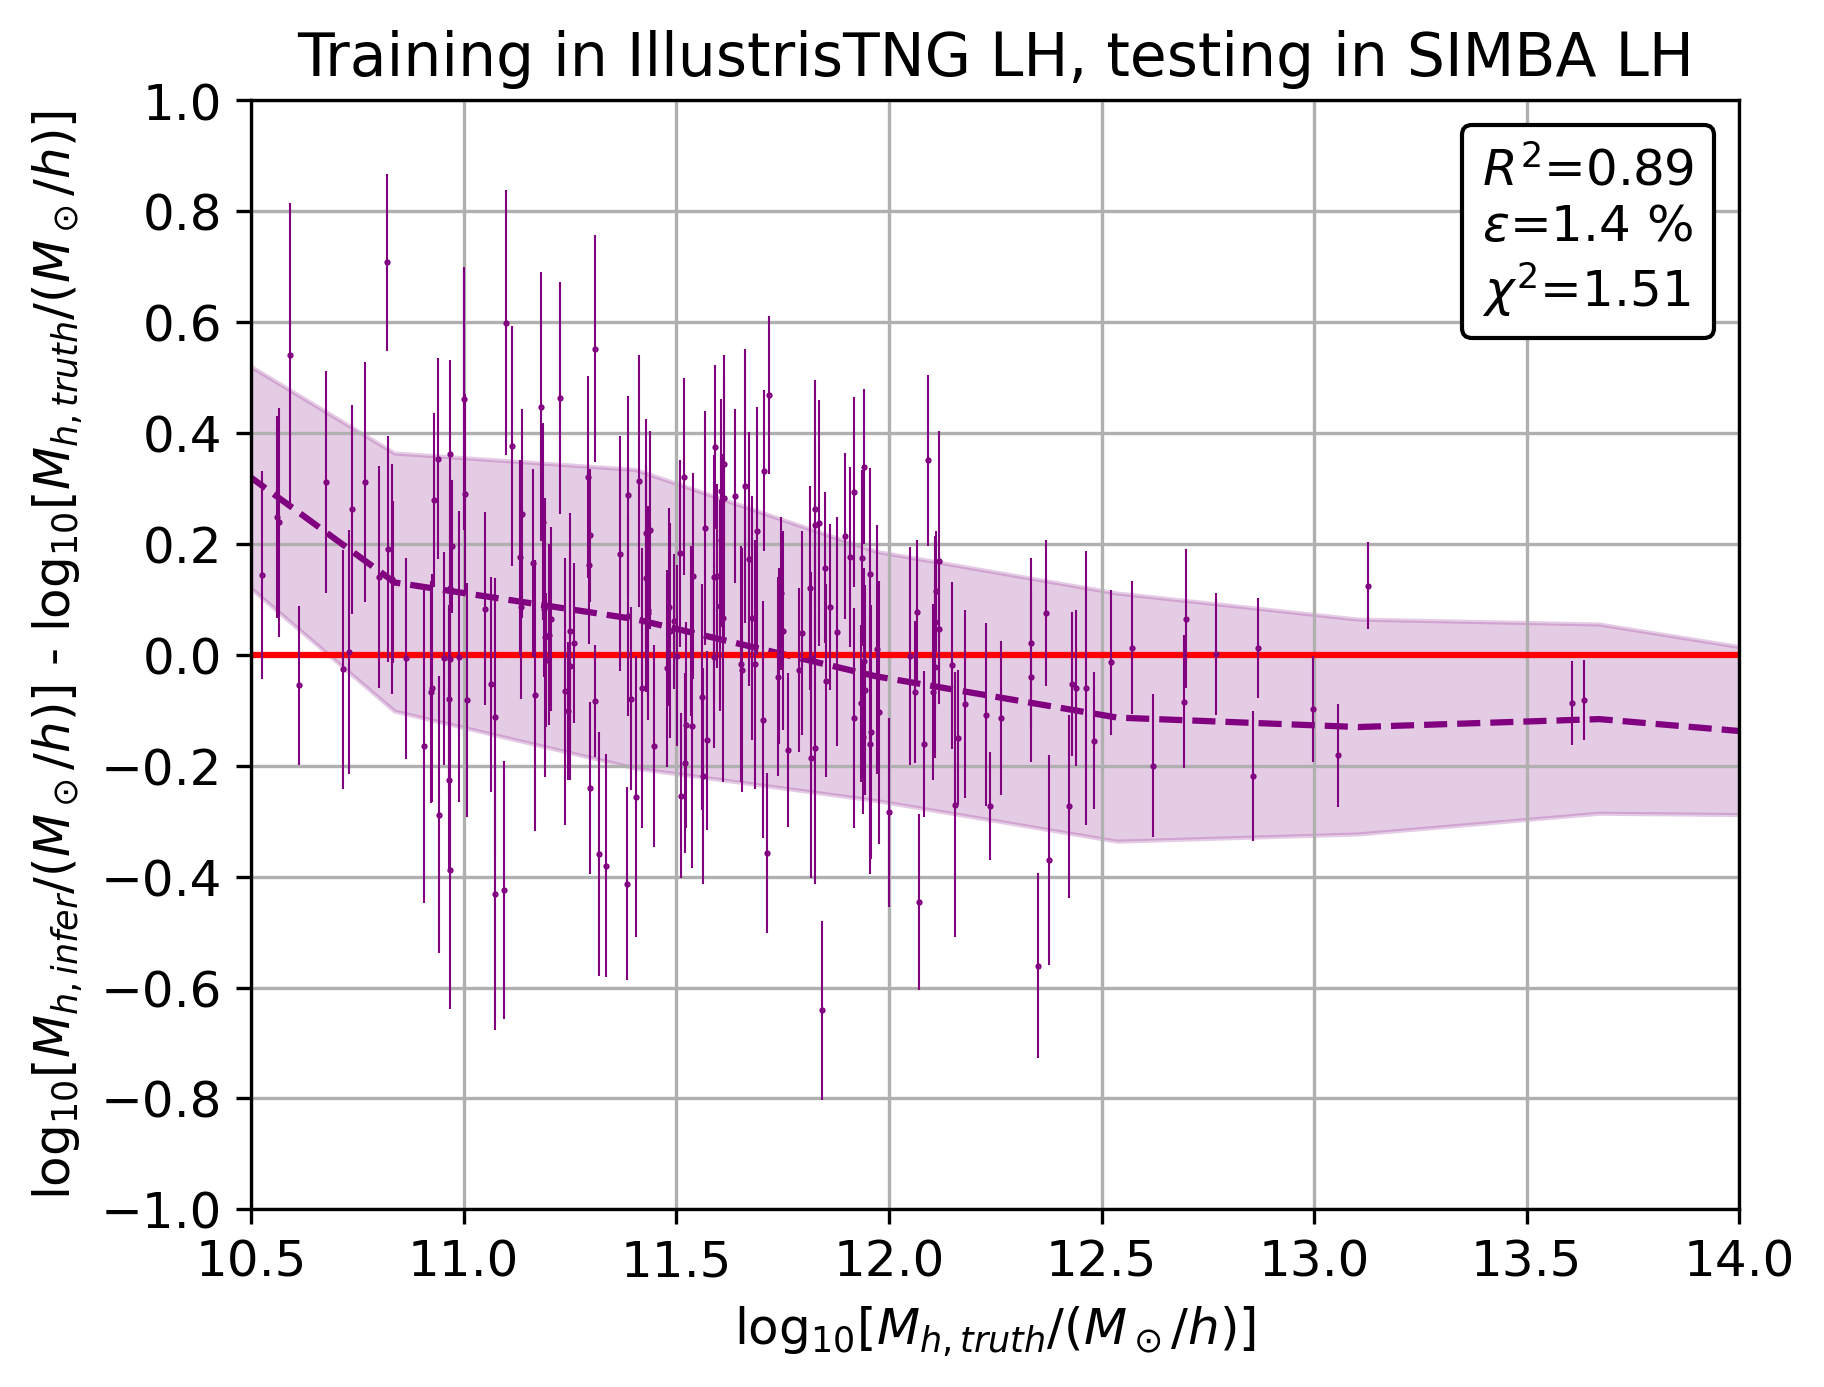 Training in IllustrisTNG LH, testing in SIMBA LH
log₁₀[M_{h,infer}/(M_⊙/h)] - log₁₀[M_{h,truth}/(M_⊙/h)]
1.0
0.8
0.6
0.4
0.2
0.0
−0.2
−0.4
−0.6
−0.8
−1.0
R²=0.89
ε=1.4 %
χ²=1.51
10.5 11.0 11.5 12.0 12.5 13.0 13.5 14.0
log₁₀[M_{h,truth}/(M_⊙/h)]